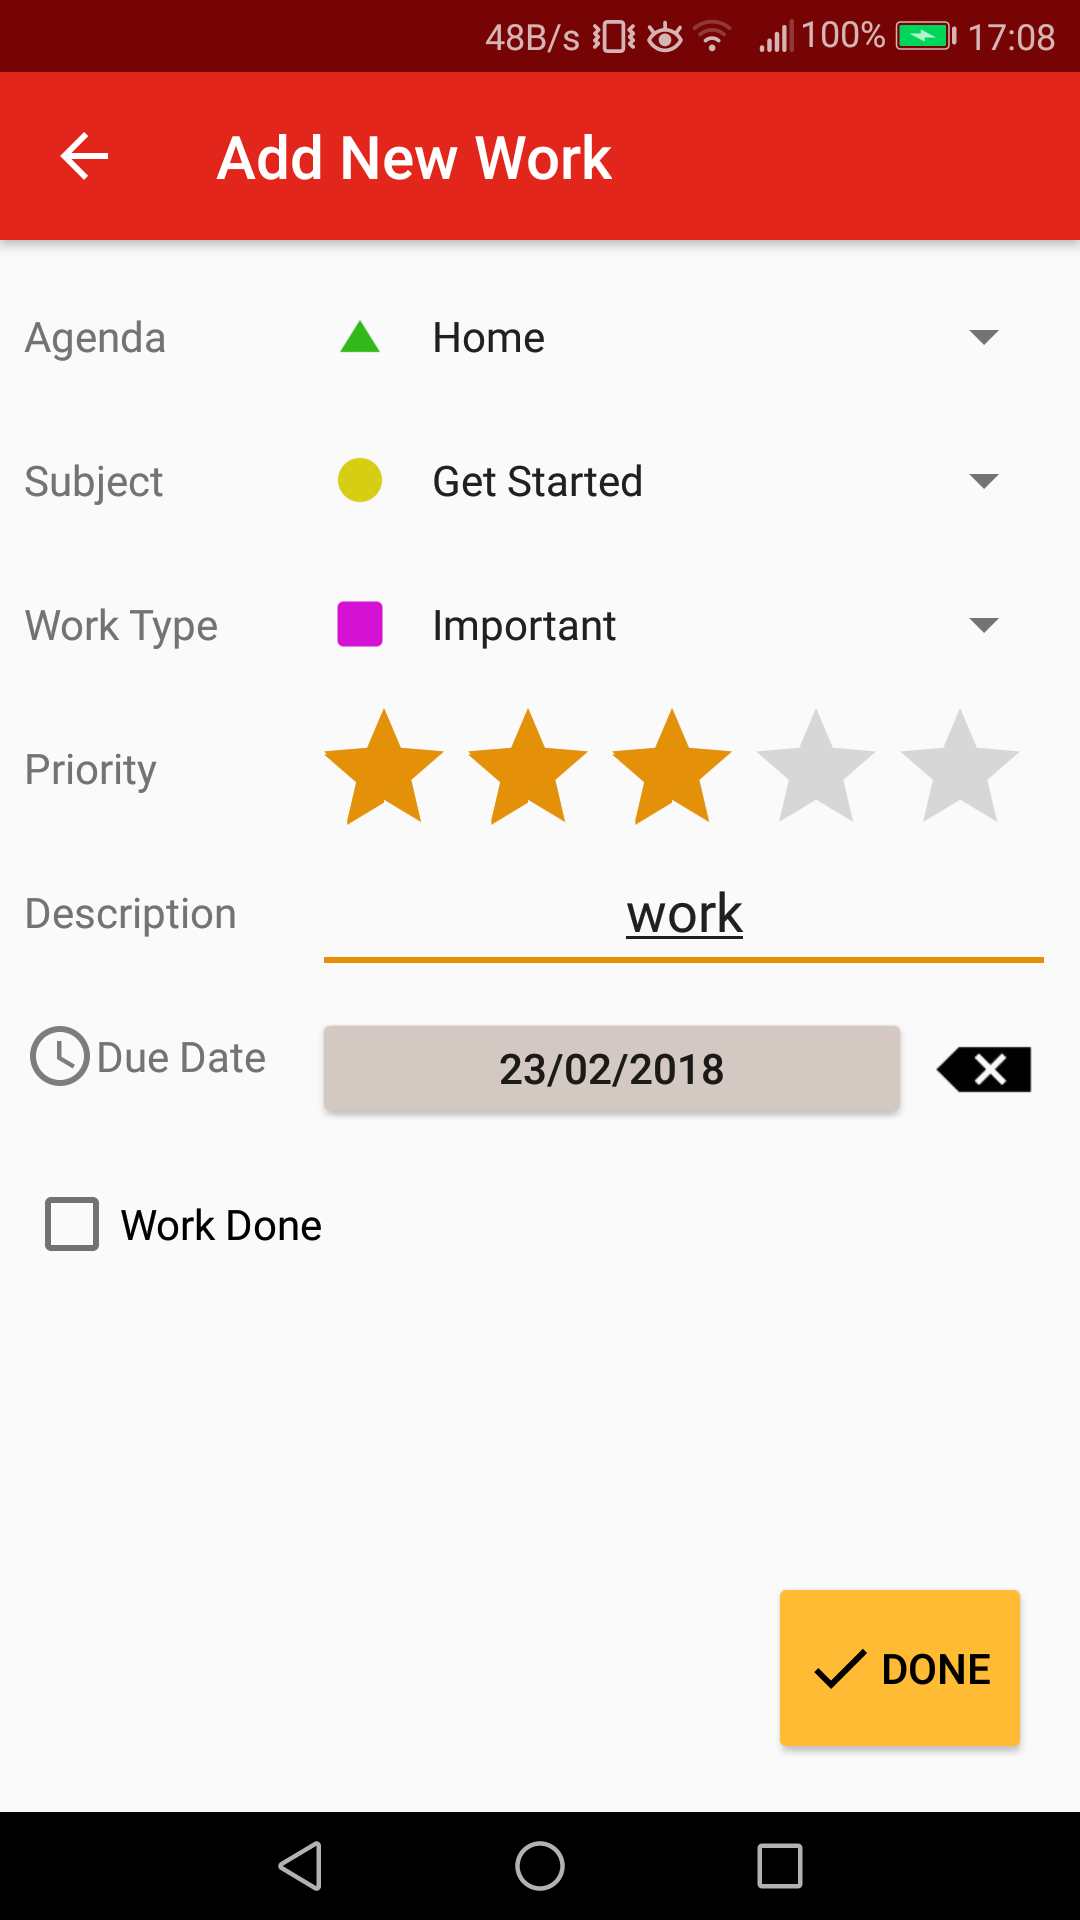 48B/s 100% 17:08
Add New Work
Agenda Home
Subject Get Started
Work Type Important
Priority
Description work
Due Date 23/02/2018
Work Done
DONE